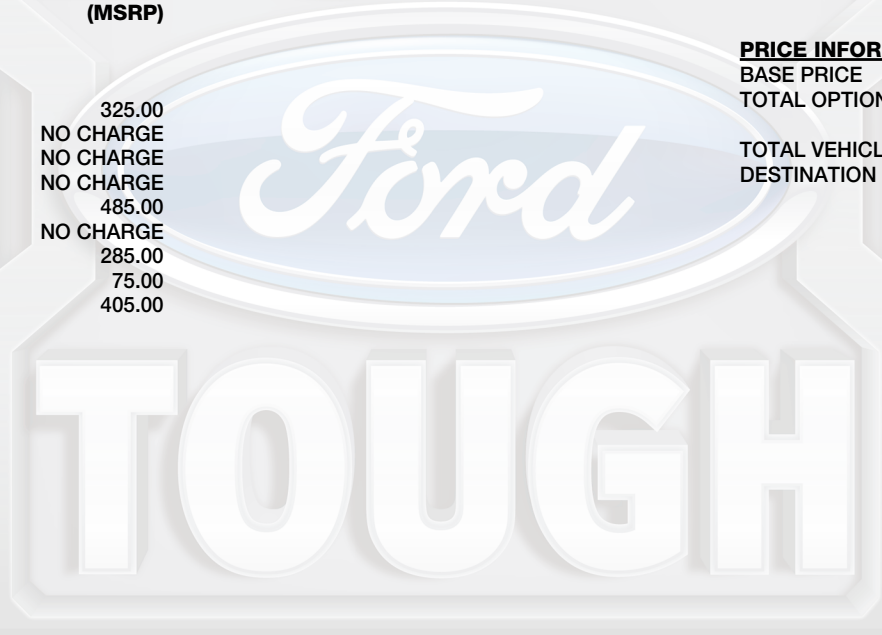 (MSRP)
325.00
NO CHARGE
NO CHARGE
NO CHARGE
485.00
NO CHARGE
285.00
75.00
405.00
PRICE INFOR
BASE PRICE
TOTAL OPTION
TOTAL VEHICL
DESTINATION
Ford
TOUGH